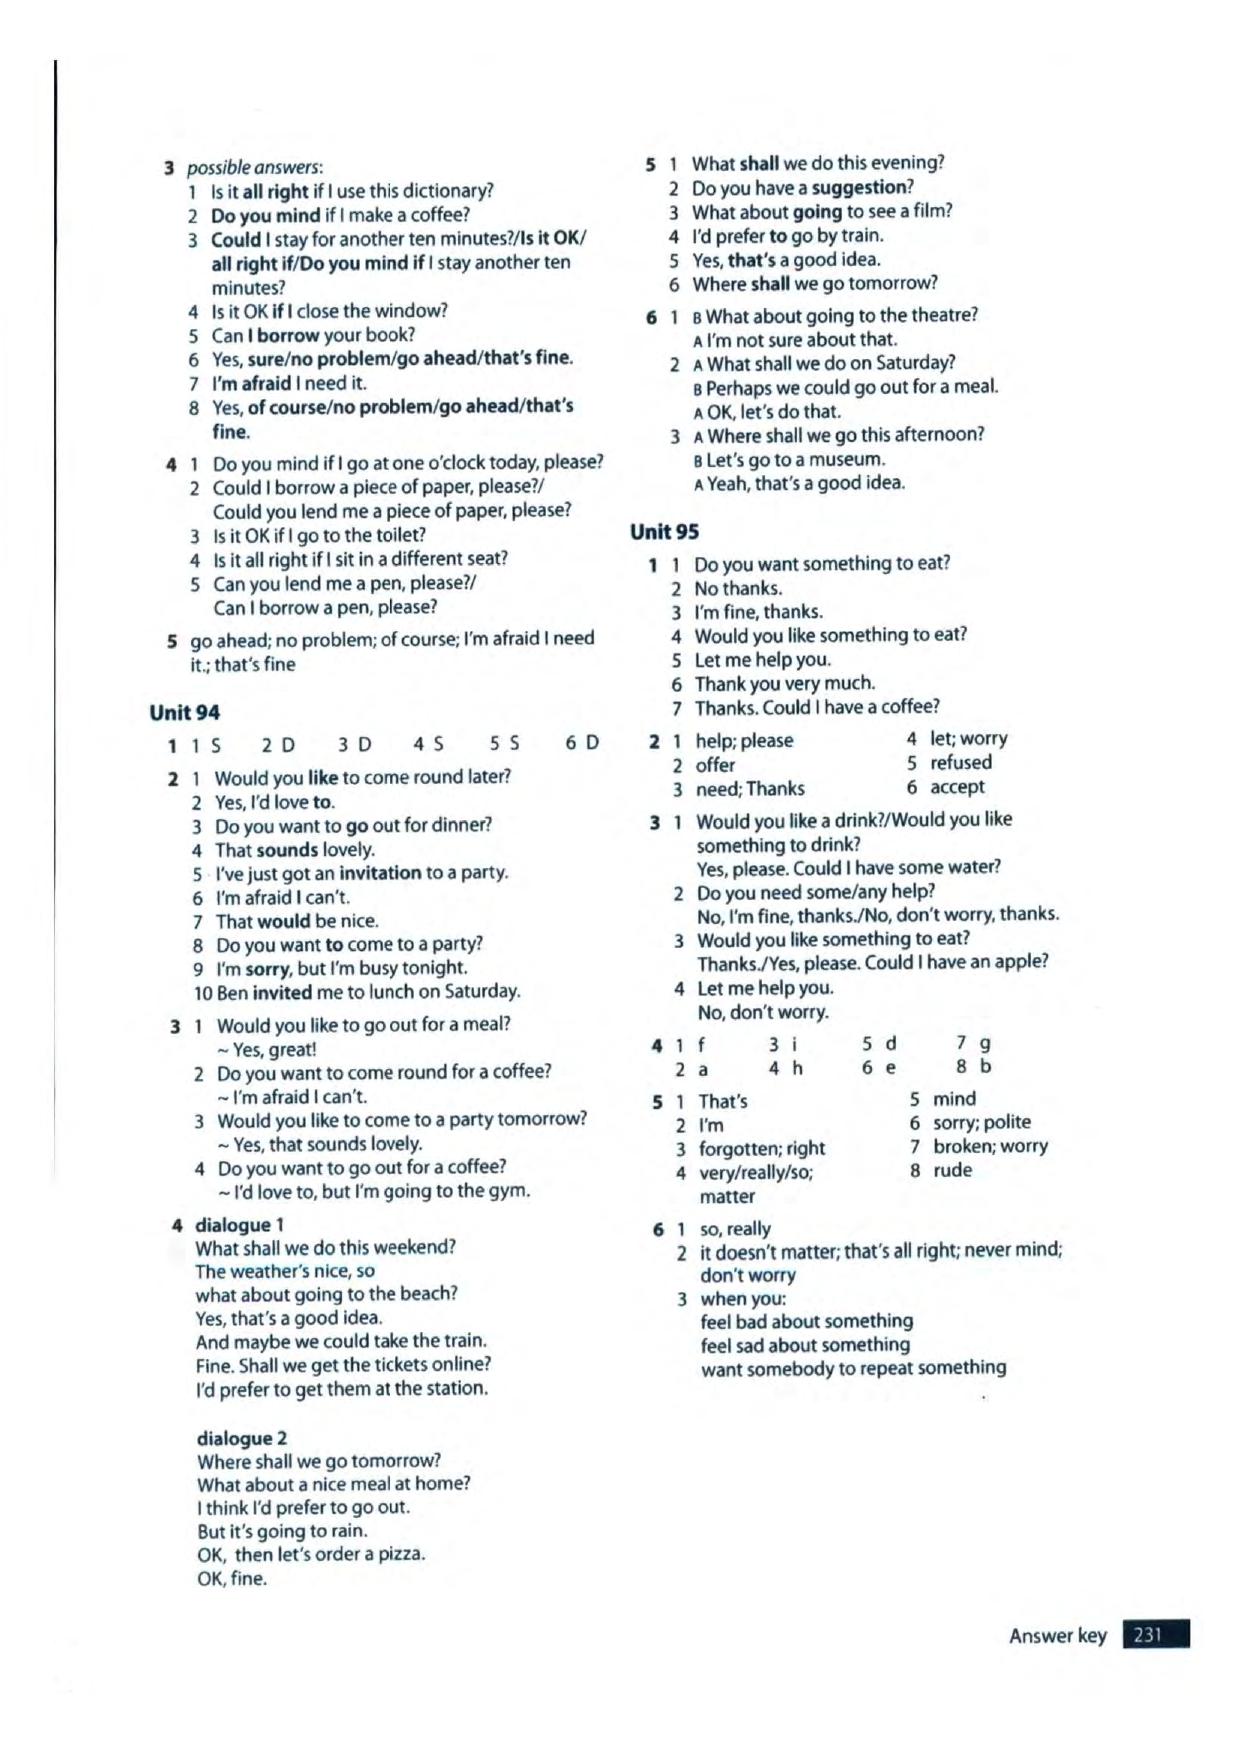 3 possible answers:
1 Is it all right if I use this dictionary?
2 Do you mind if I make a coffee?
3 Could I stay for another ten minutes?/Is it OK/
all right if/Do you mind if I stay another ten
minutes?
4 Is it OK if I close the window?
5 Can I borrow your book?
6 Yes, sure/no problem/go ahead/that's fine.
7 I'm afraid I need it.
8 Yes, of course/no problem/go ahead/that's
fine.
4 1 Do you mind if I go at one o'clock today, please?
2 Could I borrow a piece of paper, please?/
Could you lend me a piece of paper, please?
3 Is it OK if I go to the toilet?
4 Is it all right if I sit in a different seat?
5 Can you lend me a pen, please?/
Can I borrow a pen, please?
5 go ahead; no problem; of course; I'm afraid I need
it.; that's fine
Unit 94
1 1 S 2 D 3 D 4 S 5 S 6 D
2 1 Would you like to come round later?
2 Yes, I'd love to.
3 Do you want to go out for dinner?
4 That sounds lovely.
5 I've just got an invitation to a party.
6 I'm afraid I can't.
7 That would be nice.
8 Do you want to come to a party?
9 I'm sorry, but I'm busy tonight.
10 Ben invited me to lunch on Saturday.
3 1 Would you like to go out for a meal?
~ Yes, great!
2 Do you want to come round for a coffee?
~ I'm afraid I can't.
3 Would you like to come to a party tomorrow?
~ Yes, that sounds lovely.
4 Do you want to go out for a coffee?
~ I'd love to, but I'm going to the gym.
4 dialogue 1
What shall we do this weekend?
The weather's nice, so
what about going to the beach?
Yes, that's a good idea.
And maybe we could take the train.
Fine. Shall we get the tickets online?
I'd prefer to get them at the station.
dialogue 2
Where shall we go tomorrow?
What about a nice meal at home?
I think I'd prefer to go out.
But it's going to rain.
OK, then let's order a pizza.
OK, fine.
5 1 What shall we do this evening?
2 Do you have a suggestion?
3 What about going to see a film?
4 I'd prefer to go by train.
5 Yes, that's a good idea.
6 Where shall we go tomorrow?
6 1 B What about going to the theatre?
A I'm not sure about that.
2 A What shall we do on Saturday?
B Perhaps we could go out for a meal.
A OK, let's do that.
3 A Where shall we go this afternoon?
B Let's go to a museum.
A Yeah, that's a good idea.
Unit 95
1 1 Do you want something to eat?
2 No thanks.
3 I'm fine, thanks.
4 Would you like something to eat?
5 Let me help you.
6 Thank you very much.
7 Thanks. Could I have a coffee?
2 1 help; please 4 let; worry
2 offer 5 refused
3 need; Thanks 6 accept
3 1 Would you like a drink?/Would you like
something to drink?
Yes, please. Could I have some water?
2 Do you need some/any help?
No, I'm fine, thanks./No, don't worry, thanks.
3 Would you like something to eat?
Thanks./Yes, please. Could I have an apple?
4 Let me help you.
No, don't worry.
4 1 f 3 i 5 d 7 g
2 a 4 h 6 e 8 b
5 1 That's 5 mind
2 I'm 6 sorry; polite
3 forgotten; right 7 broken; worry
4 very/really/so; 8 rude
matter
6 1 so, really
2 it doesn't matter; that's all right; never mind;
don't worry
3 when you:
feel bad about something
feel sad about something
want somebody to repeat something
Answer key 231